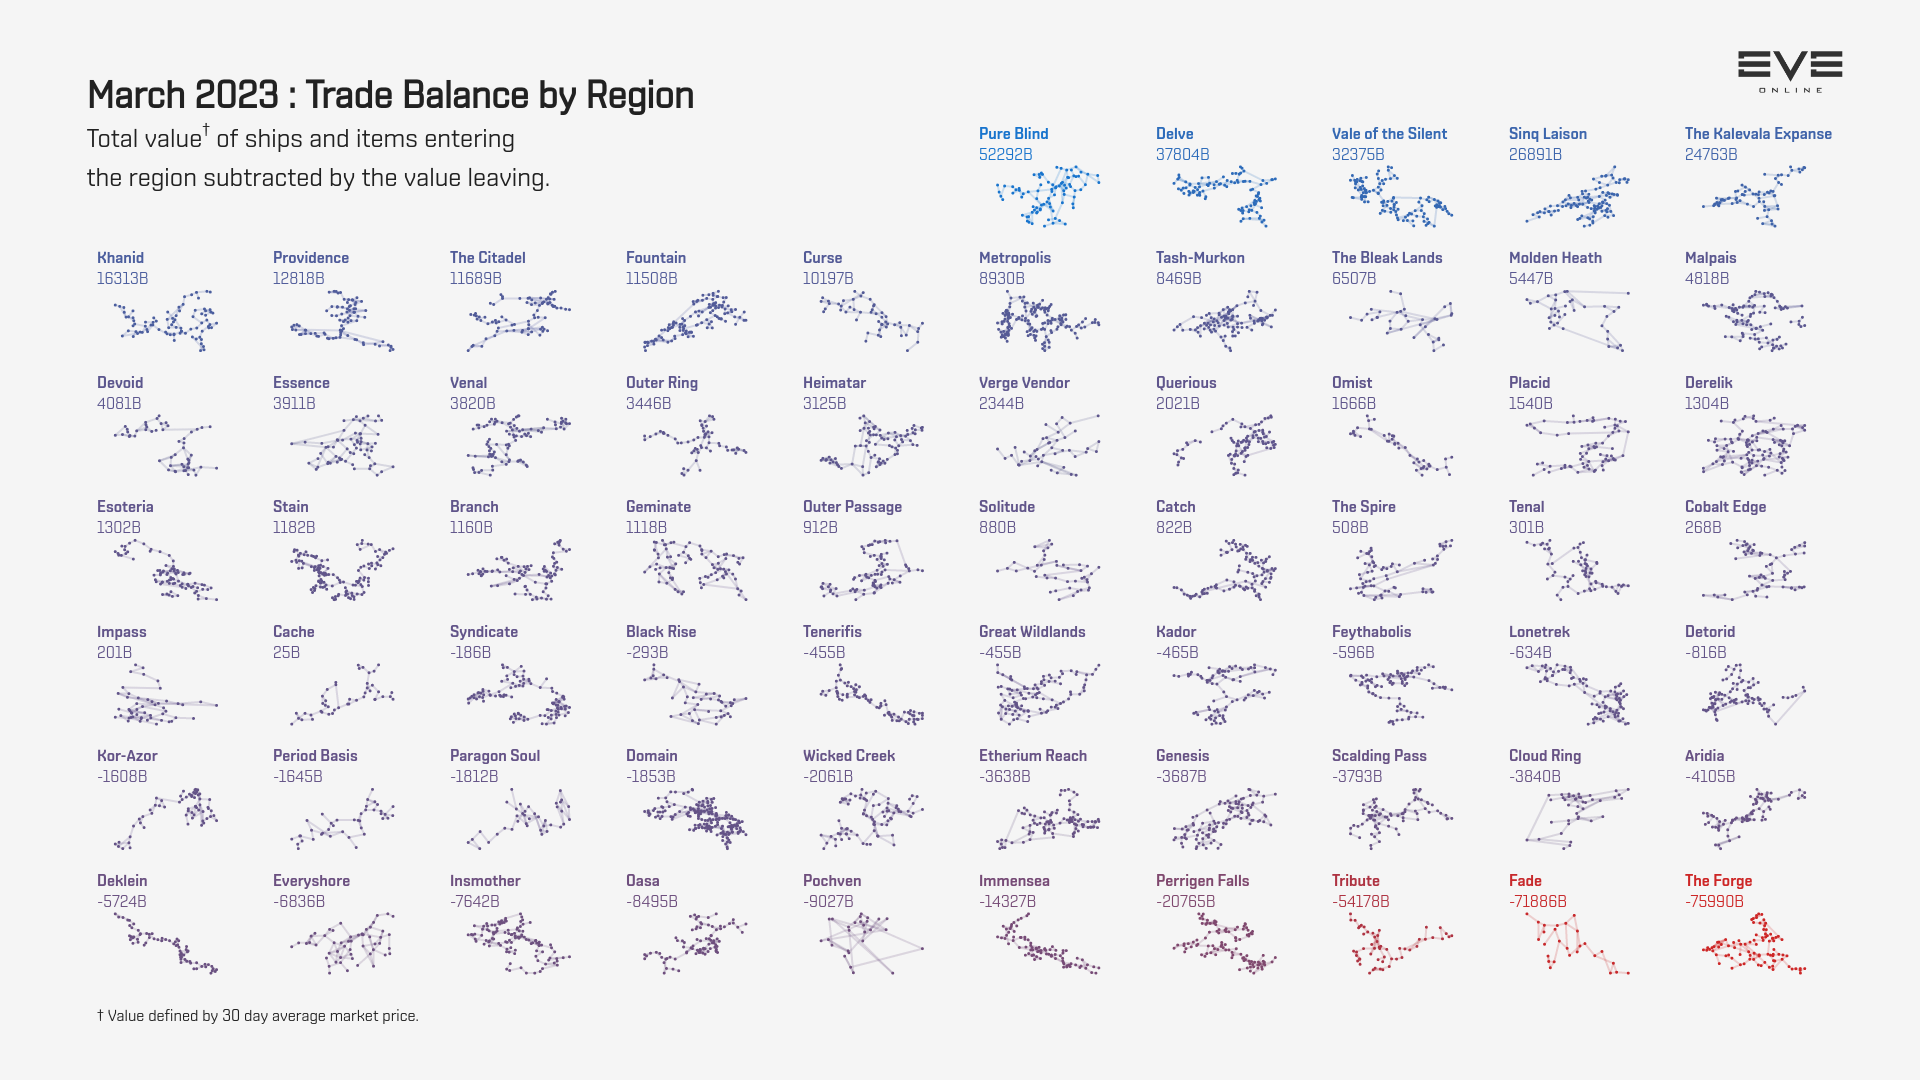 EVE
ONLINE
March 2023 : Trade Balance by Region
Total value† of ships and items entering
the region subtracted by the value leaving.
Pure Blind
52292B
Delve
37804B
Vale of the Silent
32375B
Sinq Laison
26891B
The Kalevala Expanse
24763B
Khanid
16313B
Providence
12818B
The Citadel
11689B
Fountain
11508B
Curse
10197B
Metropolis
8930B
Tash-Murkon
8469B
The Bleak Lands
6507B
Molden Heath
5447B
Malpais
4818B
Devoid
4081B
Essence
3911B
Venal
3820B
Outer Ring
3446B
Heimatar
3125B
Verge Vendor
2344B
Querious
2021B
Omist
1666B
Placid
1540B
Derelik
1304B
Esoteria
1302B
Stain
1182B
Branch
1160B
Geminate
1118B
Outer Passage
912B
Solitude
880B
Catch
822B
The Spire
508B
Tenal
301B
Cobalt Edge
268B
Impass
201B
Cache
25B
Syndicate
-186B
Black Rise
-293B
Tenerifis
-455B
Great Wildlands
-455B
Kador
-465B
Feythabolis
-596B
Lonetrek
-634B
Detorid
-816B
Kor-Azor
-1608B
Period Basis
-1645B
Paragon Soul
-1812B
Domain
-1853B
Wicked Creek
-2061B
Etherium Reach
-3638B
Genesis
-3687B
Scalding Pass
-3793B
Cloud Ring
-3840B
Aridia
-4105B
Deklein
-5724B
Everyshore
-6836B
Insmother
-7642B
Oasa
-8495B
Pochven
-9027B
Immensea
-14327B
Perrigen Falls
-20765B
Tribute
-54178B
Fade
-71886B
The Forge
-75990B
† Value defined by 30 day average market price.